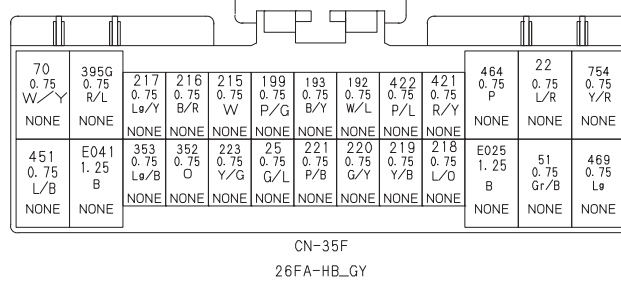 70 395G 217 216 215 199 193 192 422 421 464 22 754
0.75 0.75 0.75 0.75 0.75 0.75 0.75 0.75 0.75 0.75 0.75 0.75 0.75
W/Y R/L Lg/Y B/R W P/G B/Y W/L P/L R/Y P L/R Y/R
NONE NONE NONE NONE NONE NONE NONE NONE NONE NONE NONE NONE NONE
451 E041 353 352 223 25 221 220 219 218 E025 51 469
0.75 1.25 0.75 0.75 0.75 0.75 0.75 0.75 0.75 0.75 1.25 0.75 0.75
L/B B Lg/B O Y/G G/L P/B G/Y Y/B L/O B Gr/B Lg
NONE NONE NONE NONE NONE NONE NONE NONE NONE NONE NONE NONE NONE
CN-35F
26FA-HB_GY